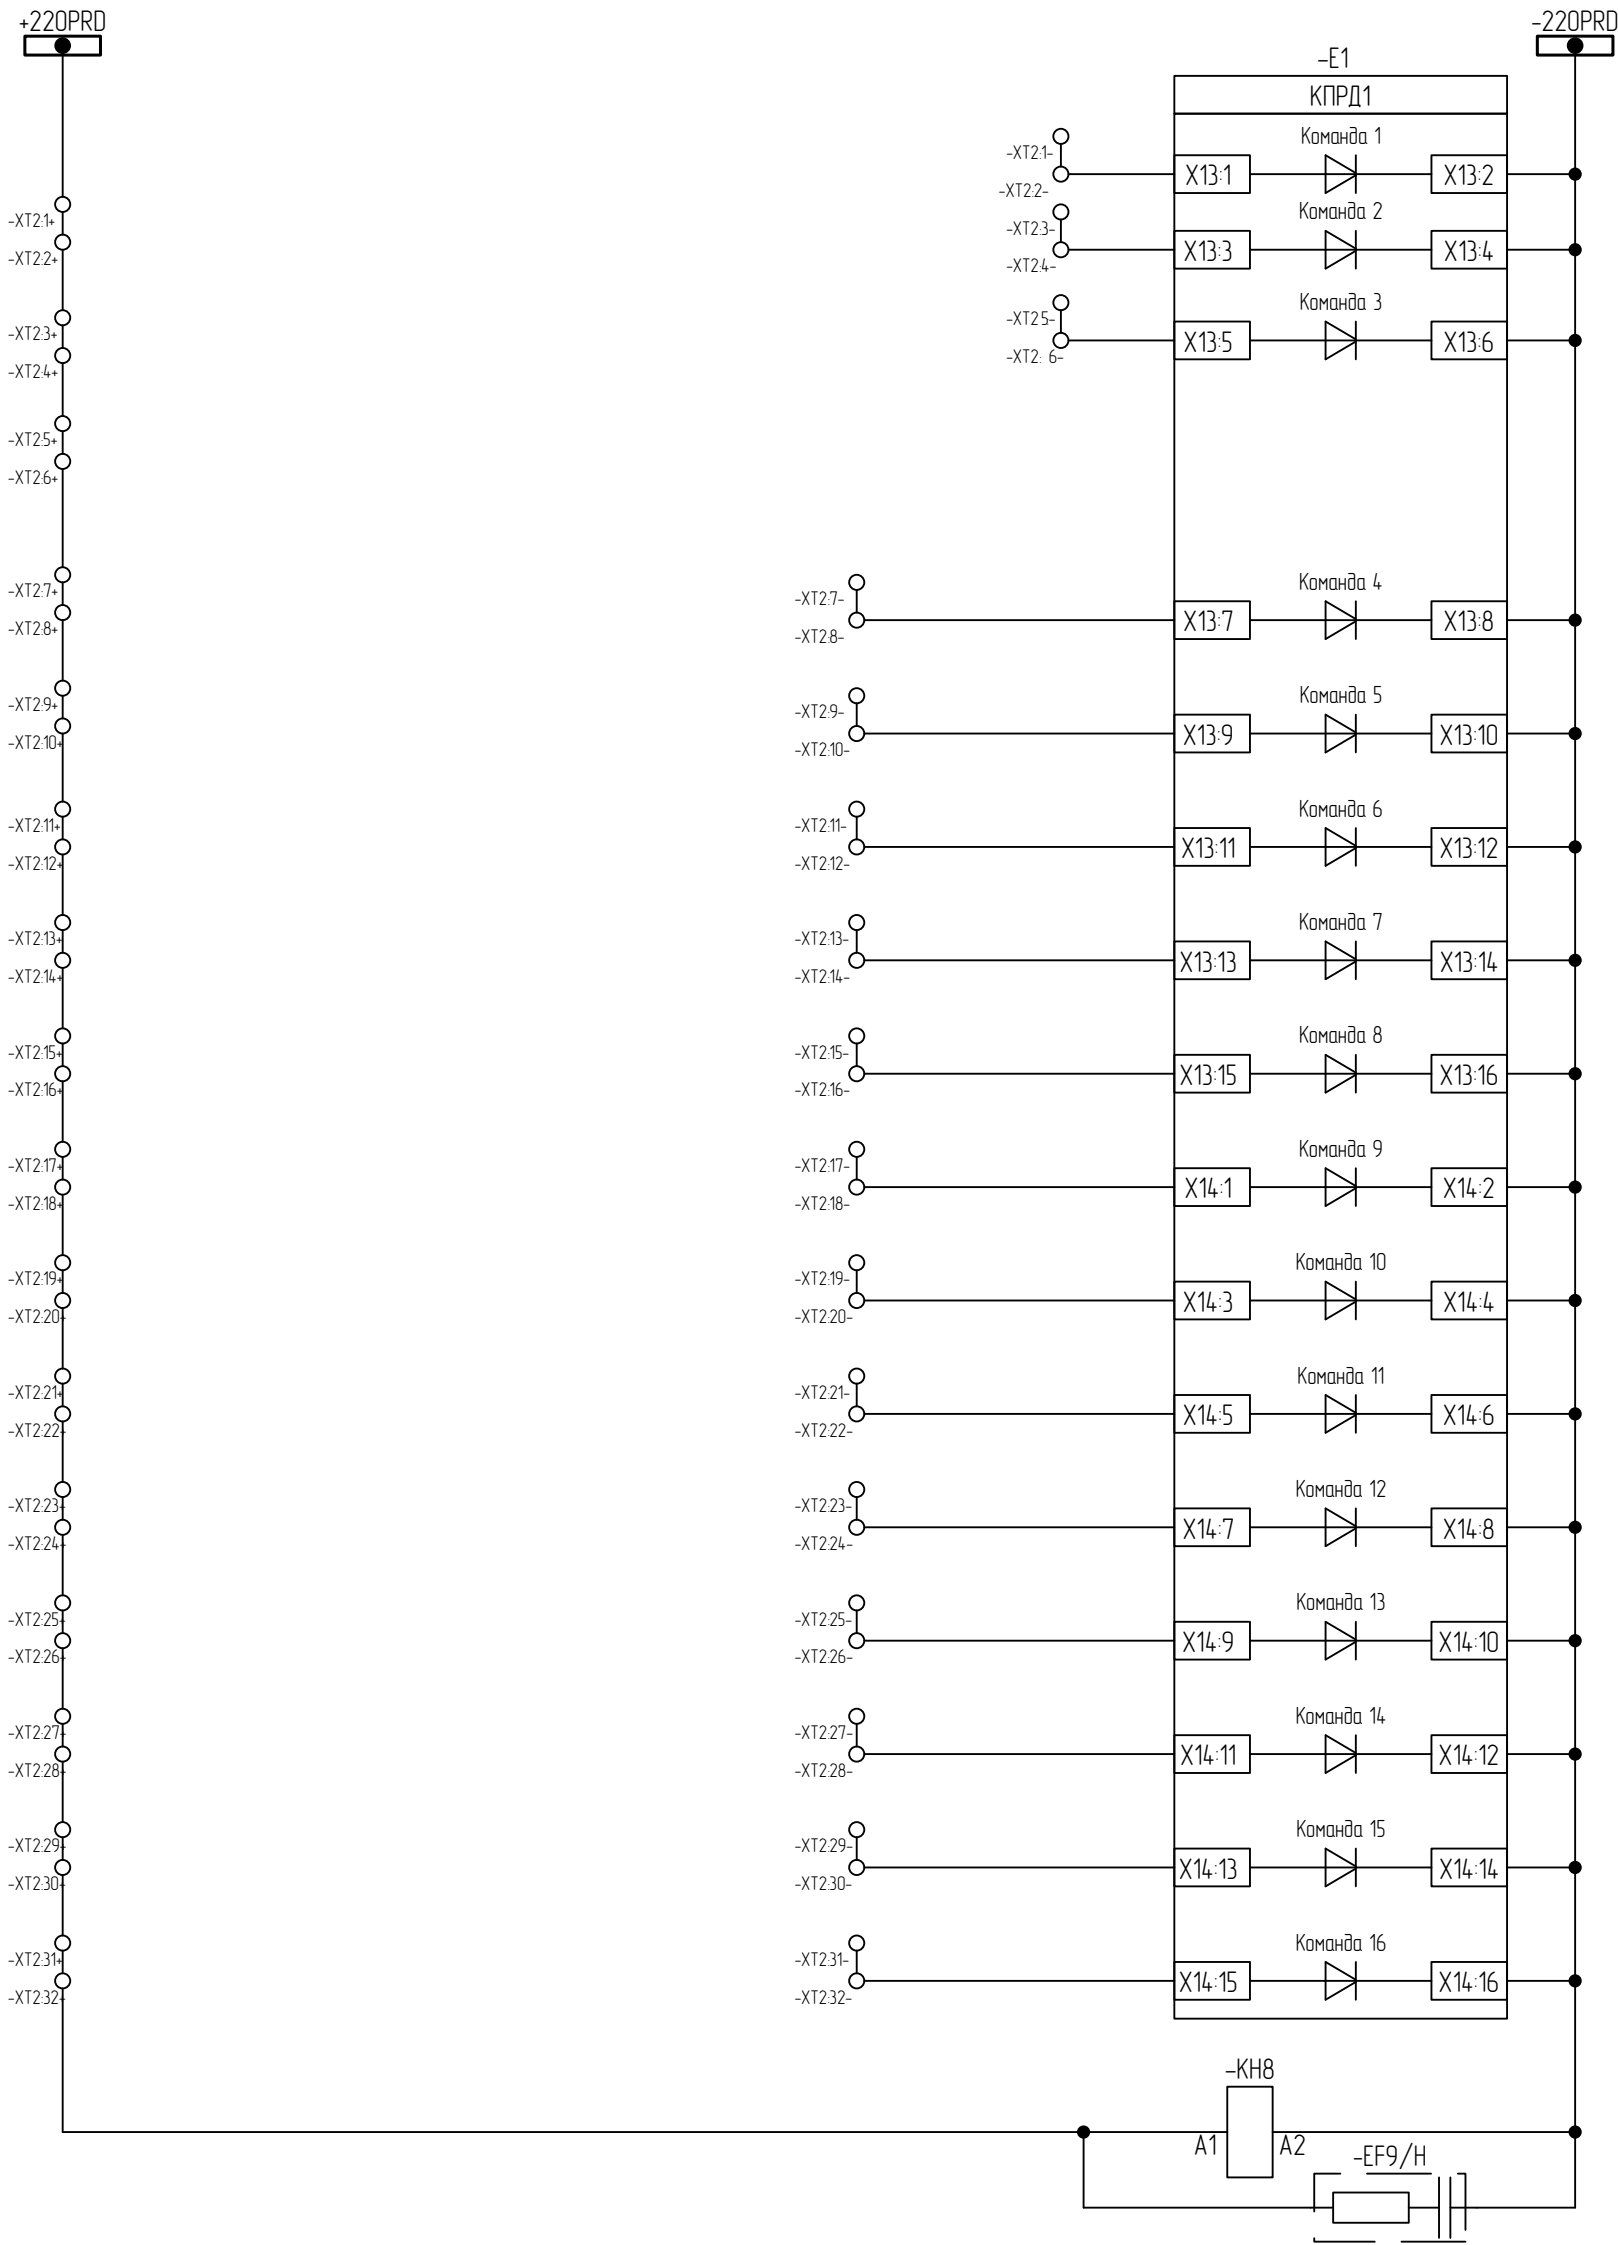 +220PRD
-220PRD
-E1
КПРД1
Команда 1
-XT2:1-
X13:1
X13:2
-XT2:2-
Команда 2
-XT2:1+
-XT2:3-
X13:3
X13:4
-XT2:2+
-XT2:4-
Команда 3
-XT2:3+
-XT2:5-
X13:5
X13:6
-XT2: 6-
-XT2:4+
-XT2:5+
-XT2:6+
Команда 4
-XT2:7+
-XT2:7-
X13:7
X13:8
-XT2:8+
-XT2:8-
Команда 5
-XT2:9+
-XT2:9-
X13:9
X13:10
-XT2:10+
-XT2:10-
Команда 6
-XT2:11+
-XT2:11-
X13:11
X13:12
-XT2:12+
-XT2:12-
Команда 7
-XT2:13+
-XT2:13-
X13:13
X13:14
-XT2:14+
-XT2:14-
Команда 8
-XT2:15+
-XT2:15-
X13:15
X13:16
-XT2:16+
-XT2:16-
Команда 9
-XT2:17+
-XT2:17-
X14:1
X14:2
-XT2:18+
-XT2:18-
Команда 10
-XT2:19+
-XT2:19-
X14:3
X14:4
-XT2:20+
-XT2:20-
Команда 11
-XT2:21+
-XT2:21-
X14:5
X14:6
-XT2:22+
-XT2:22-
Команда 12
-XT2:23+
-XT2:23-
X14:7
X14:8
-XT2:24+
-XT2:24-
Команда 13
-XT2:25+
-XT2:25-
X14:9
X14:10
-XT2:26+
-XT2:26-
Команда 14
-XT2:27+
-XT2:27-
X14:11
X14:12
-XT2:28+
-XT2:28-
Команда 15
-XT2:29+
-XT2:29-
X14:13
X14:14
-XT2:30+
-XT2:30-
Команда 16
-XT2:31+
-XT2:31-
X14:15
X14:16
-XT2:32+
-XT2:32-
-KH8
A1
A2
-EF9/H